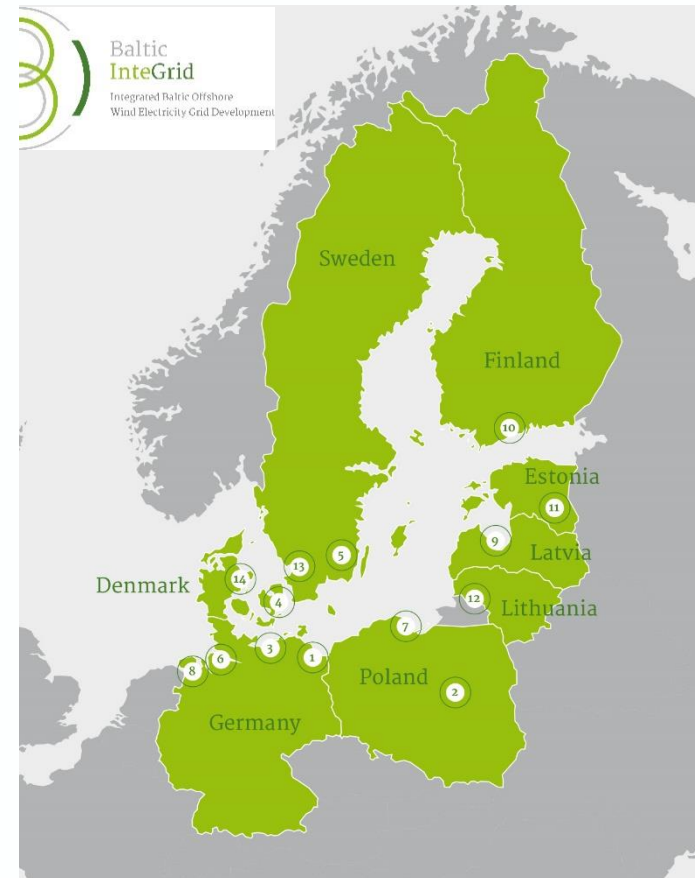 Baltic
InteGrid
Integrated Baltic Offshore
Wind Electricity Grid Development
Sweden
Finland
10
Estonia
11
9
Latvia
5
13
14
Denmark
4
12
Lithuania
7
3
6
1
8
Poland
2
Germany